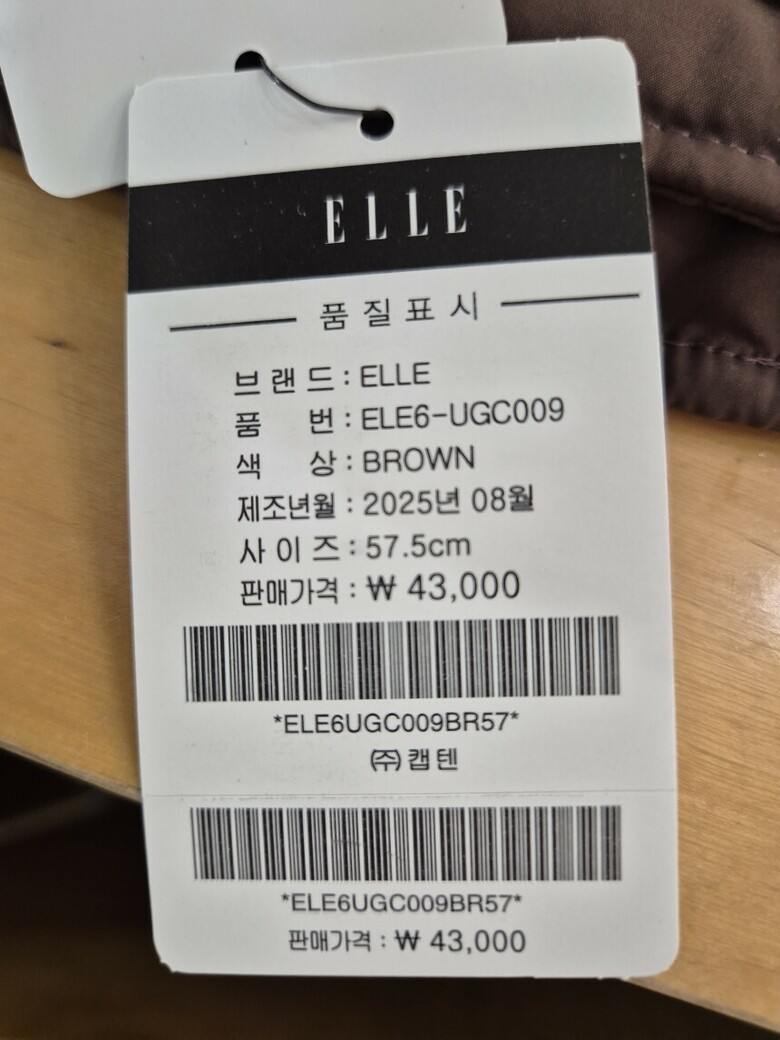 ELLE
품질표시
브랜드 : ELLE
품 번 : ELE6-UGC009
색 상 : BROWN
제조년월 : 2025년 08월
사이즈 : 57.5cm
판매가격 : ₩ 43,000
*ELE6UGC009BR57*
㈜캡텐
*ELE6UGC009BR57*
판매가격 : ₩ 43,000